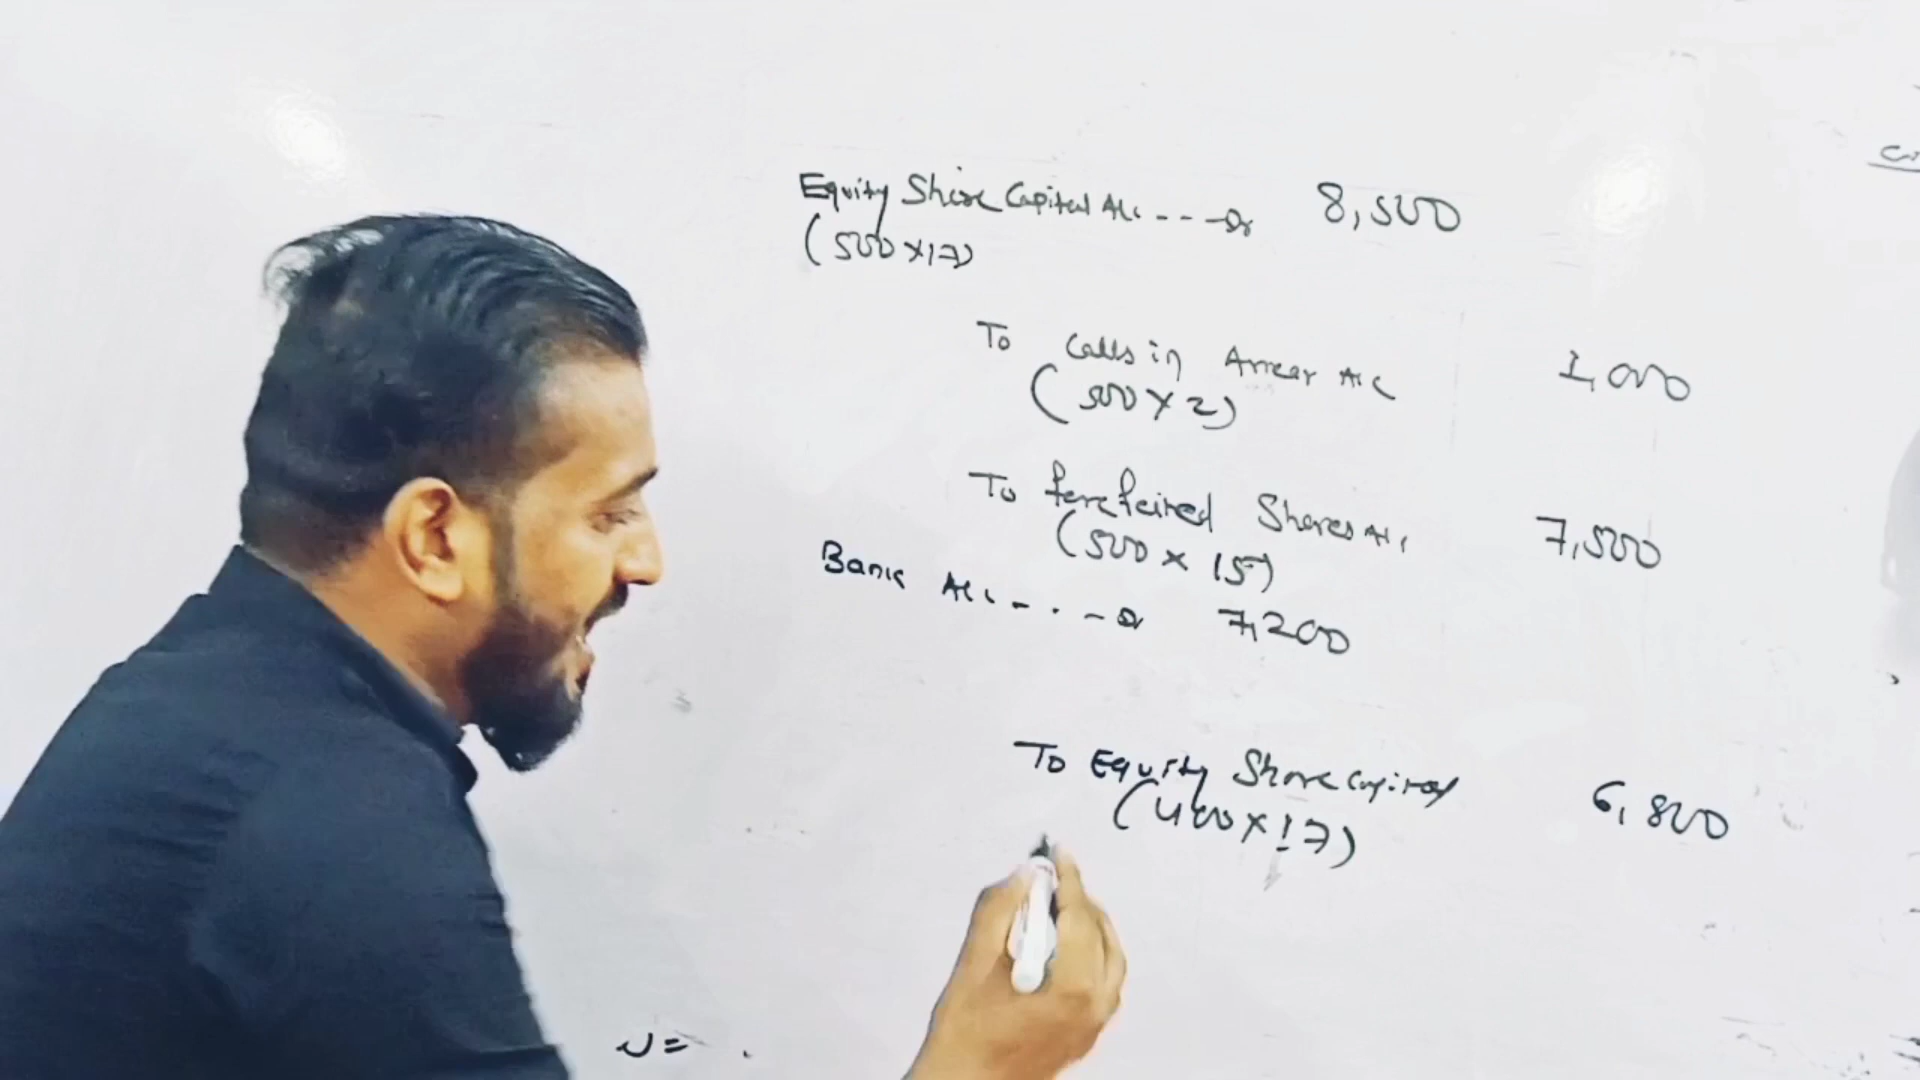 Equity Share Capital A/c - - - Dr 8,500
(500 x 17)
To Calls in Arrear A/c 1,000
(500 x 2)
To forefeired Shares A/c 7,500
(500 x 15)
Bank A/c - - - Dr 7,200
To Equity Share Capital 6,800
(400 x 17)